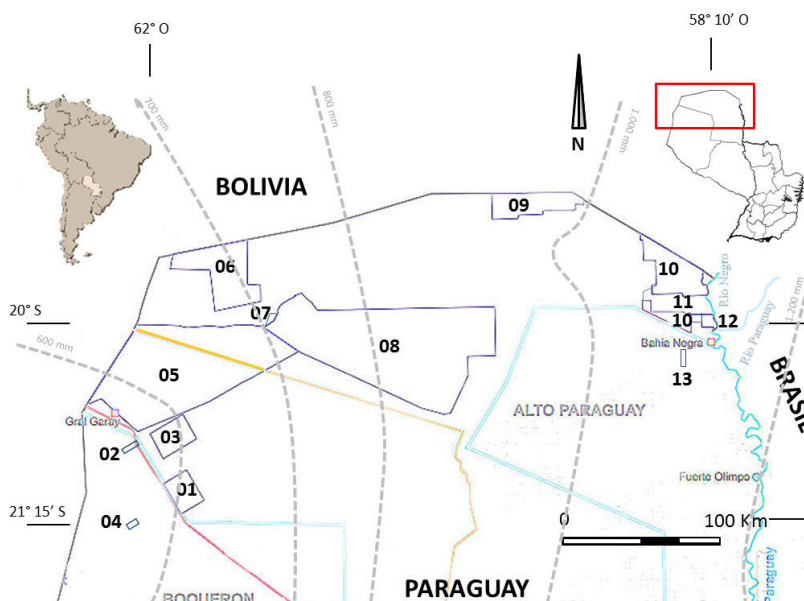 62° O
58° 10' O
700 mm
800 mm
1.000 mm
N
BOLIVIA
09
06
10
Rio Negro
11
20° S
07
10
12
1.200 mm
Bahia Negra
Rio Paraguay
600 mm
08
05
13
BRASIL
ALTO PARAGUAY
Gral Garay
03
02
Fuerte Olimpo
01
21° 15' S
04
0
100 Km
PARAGUAY
BOQUERON
Paraguay